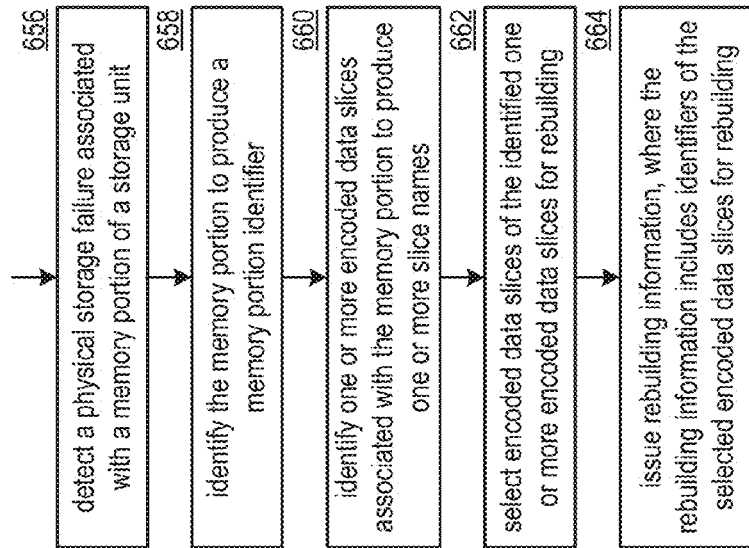 656
detect a physical storage failure associated
with a memory portion of a storage unit
658
identify the memory portion to produce a
memory portion identifier
660
identify one or more encoded data slices
associated with the memory portion to produce
one or more slice names
662
select encoded data slices of the identified one
or more encoded data slices for rebuilding
664
issue rebuilding information, where the
rebuilding information includes identifiers of the
selected encoded data slices for rebuilding